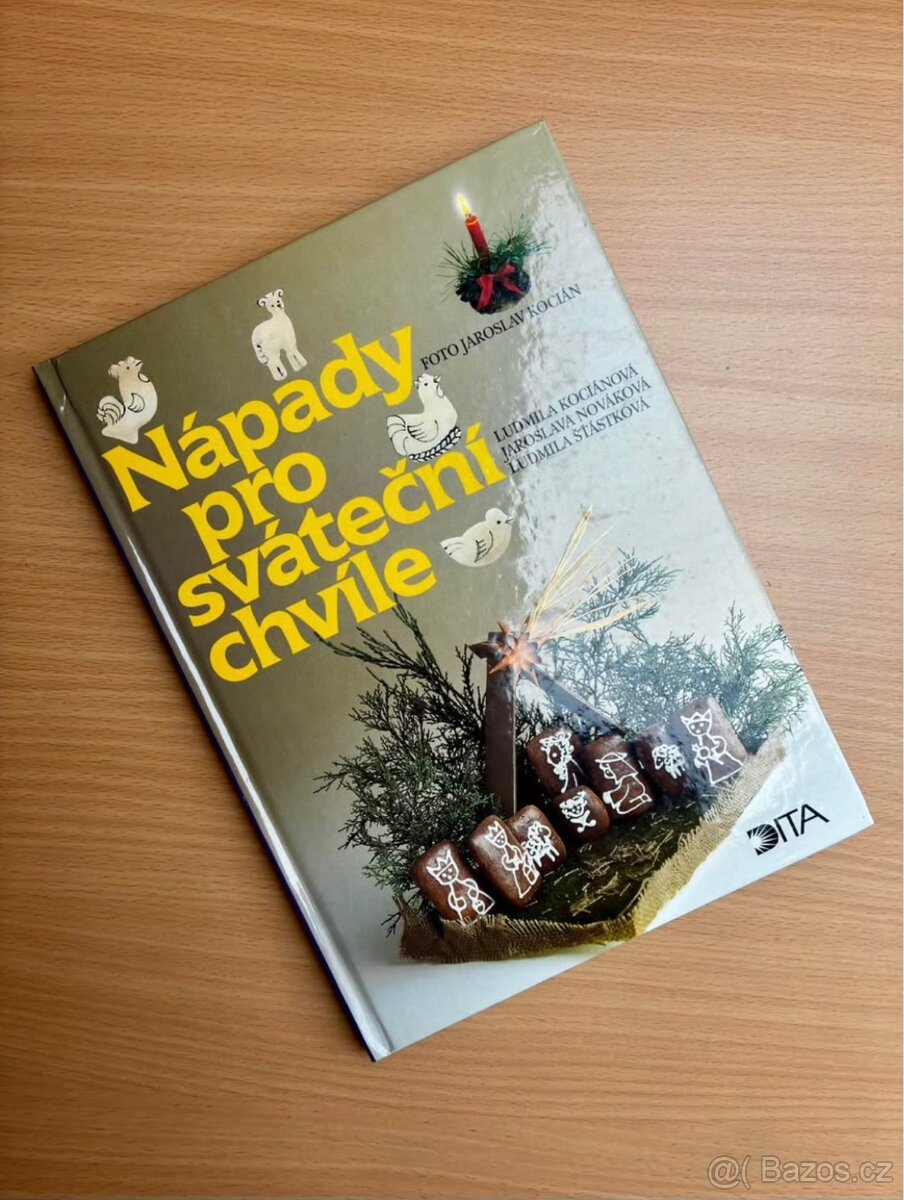 Nápady
pro
sváteční
chvíle
FOTO JAROSLAV KOCIÁN
LUDMILA KOCIÁNOVÁ
JAROSLAVA NOVÁKOVÁ
LUDMILA ŠŤASTKOVÁ
DITA
@( Bazos.cz